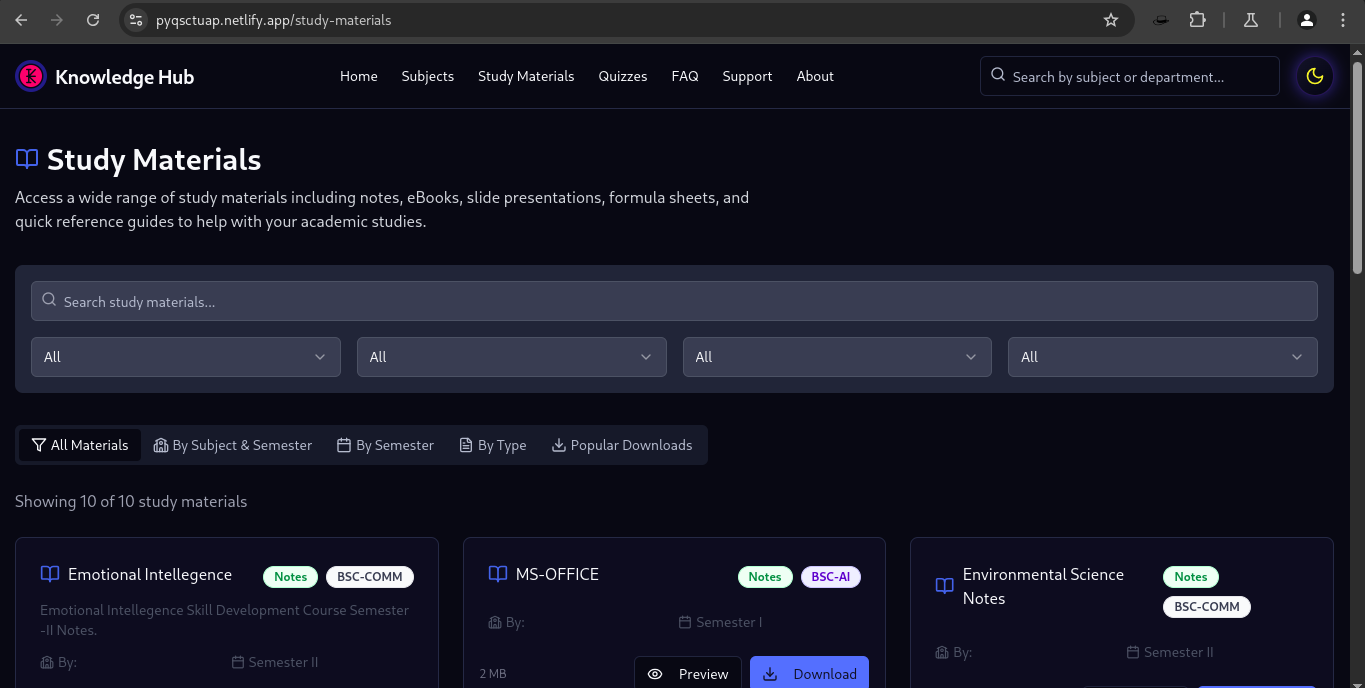 pyqsctuap.netlify.app/study-materials
Knowledge Hub
Home Subjects Study Materials Quizzes FAQ Support About
Search by subject or department...
Study Materials
Access a wide range of study materials including notes, eBooks, slide presentations, formula sheets, and
quick reference guides to help with your academic studies.
Search study materials...
All All All All
All Materials By Subject & Semester By Semester By Type Popular Downloads
Showing 10 of 10 study materials
Emotional Intellegence Notes BSC-COMM
Emotional Intellegence Skill Development Course Semester
-II Notes.
By: Semester II
MS-OFFICE Notes BSC-AI
By: Semester I
2 MB Preview Download
Environmental Science
Notes
Notes
BSC-COMM
By: Semester II